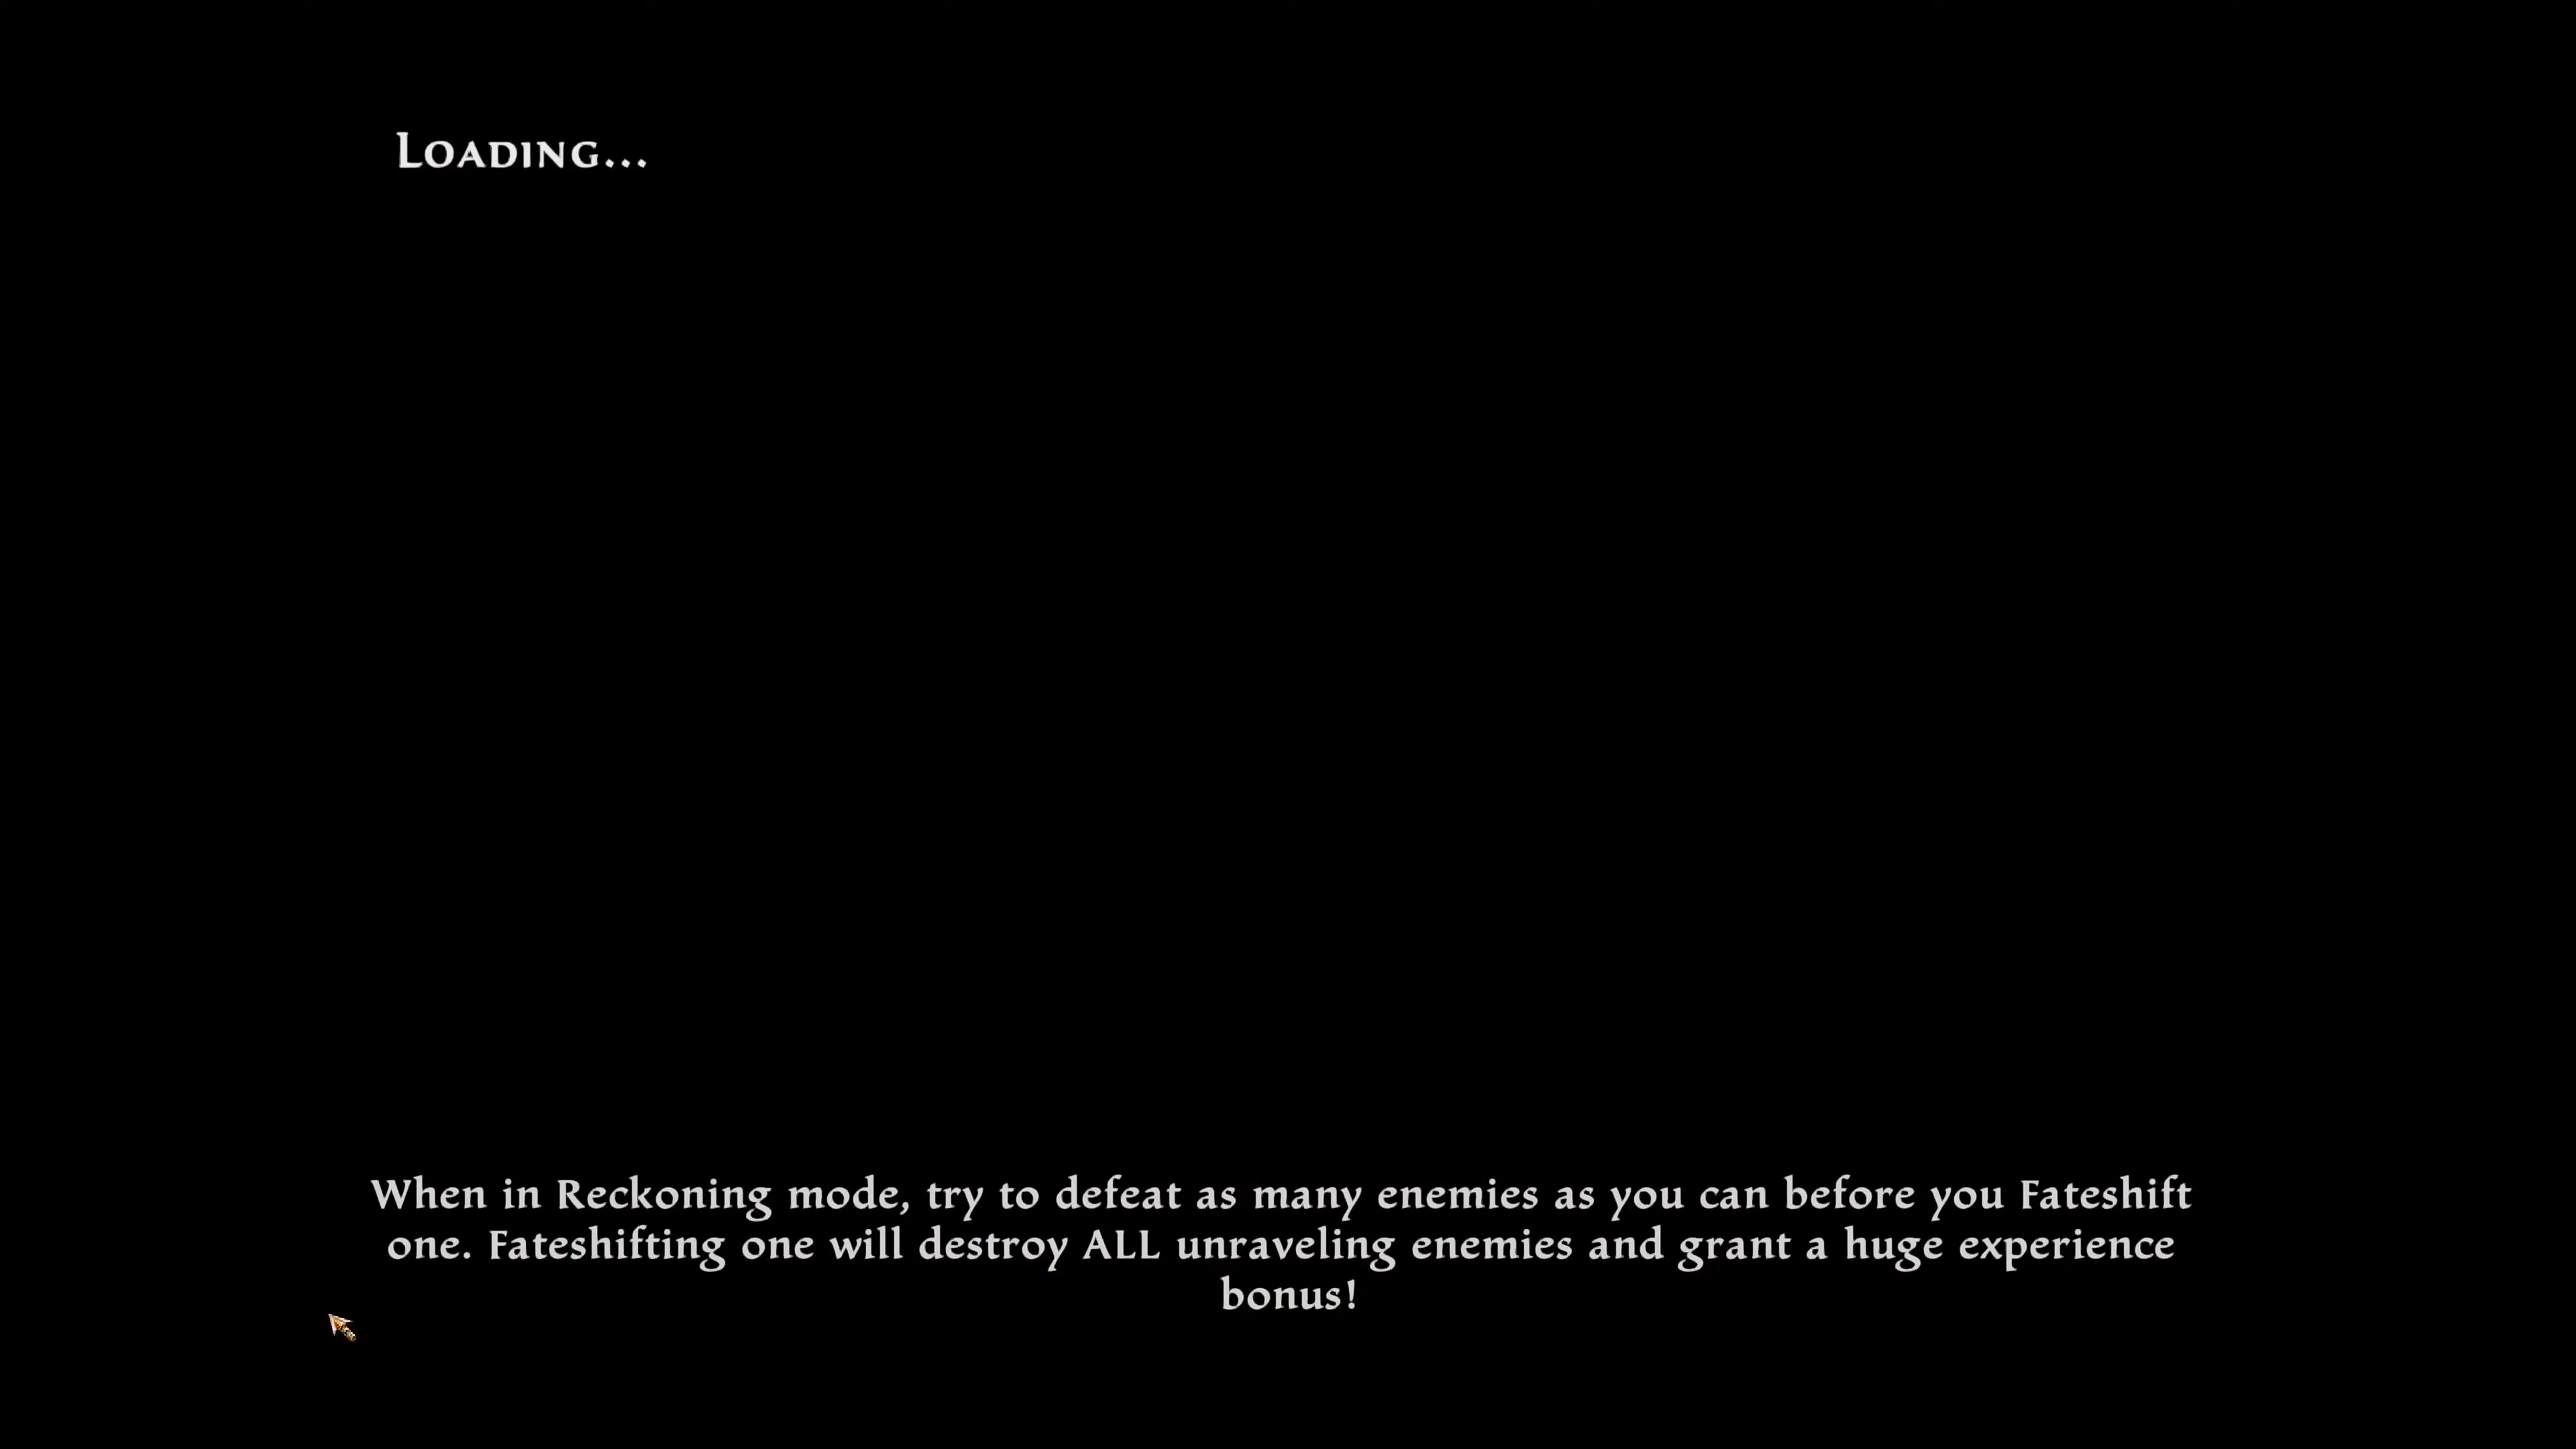 Loading...
When in Reckoning mode, try to defeat as many enemies as you can before you Fateshift
one. Fateshifting one will destroy ALL unraveling enemies and grant a huge experience
bonus!